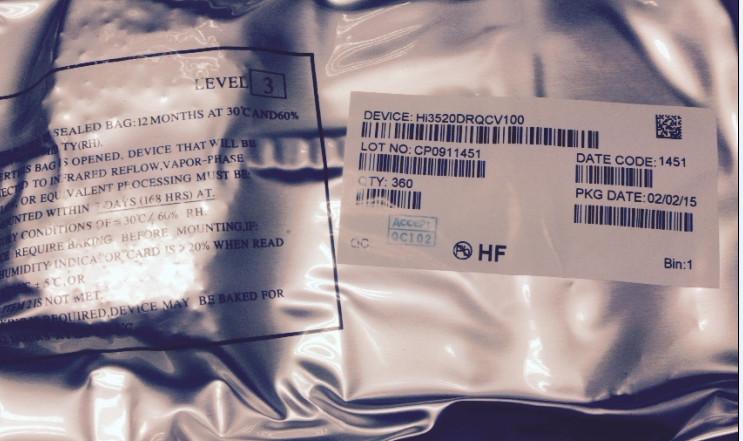 LEVEL 3
SEALED BAG:12 MONTHS AT 30℃AND60%
TY(RH).
BAG IS OPENED, DEVICE THAT WILL BE
TO INFRARED REFLOW,VAPOR-PHASE
OR EQUIVALENT PROCESSING MUST BE:
WITHIN 7 DAYS (168 HRS) AT.
CONDITIONS OF = 30℃/ 60% RH.
REQUIRE BAKING BEFORE MOUNTING,IF:
HUMIDITY INDICATOR CARD IS > 20% WHEN READ
± 5℃,OR
IS NOT MET.
REQUIRED,DEVICE MAY BE BAKED FOR
DEVICE: Hi3520DRQCV100
LOT NO: CP0911451
DATE CODE: 1451
QTY: 360
PKG DATE: 02/02/15
ACCEPT
QC:
QC102
Pb HF
Bin:1